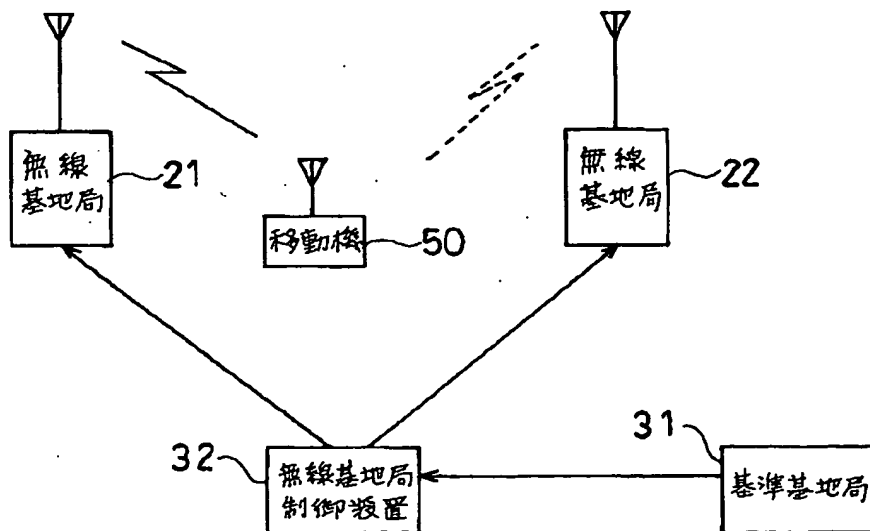 無線
基地局
21
無線
基地局
22
移動機
50
32
無線基地局
制御装置
31
基準基地局